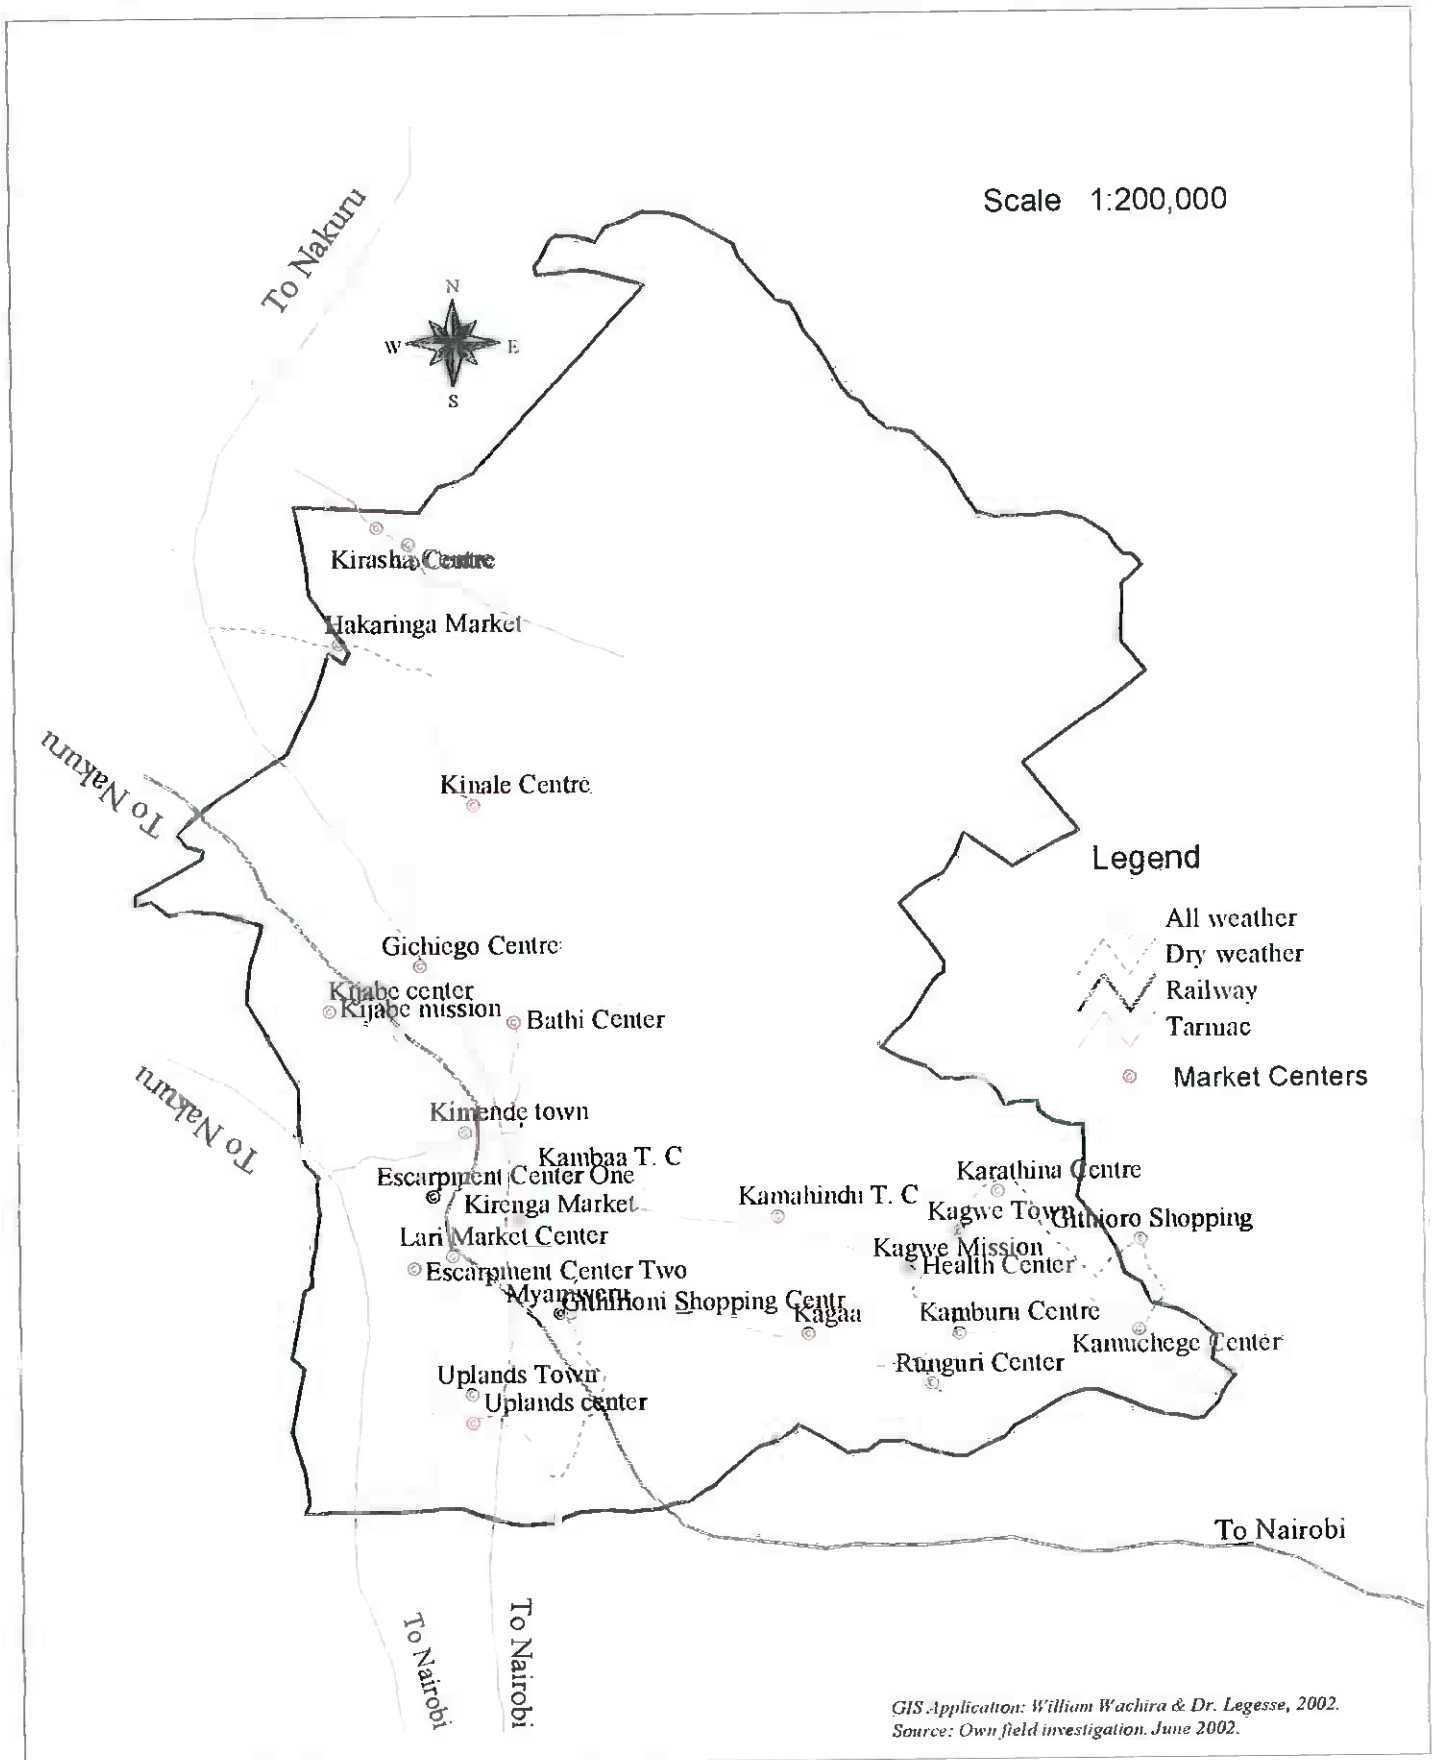 Scale 1:200,000
To Nakuru
N
W E
S
Kirasha Centre
Hakaringa Market
To Nakuru
Kinale Centre
Legend
All weather
Dry weather
Railway
Tarmac
Market Centers
Gichiego Centre
Kijabe center
Kijabe mission
Bathi Center
To Nakuru
Kimende town
Kambaa T. C
Escarpment Center One
Kirenga Market
Lari Market Center
Escarpment Center Two
Githirioni Shopping Centr
Kamahindu T. C
Karathina Centre
Kagwe Town
Githioro Shopping
Kagwe Mission
Health Center
Kagaa
Kamburu Centre
Kamuchege Center
Runguri Center
Uplands Town
Uplands center
To Nairobi
To Nairobi
To Nairobi
GIS Application: William Wachira & Dr. Legesse, 2002.
Source: Own field investigation. June 2002.